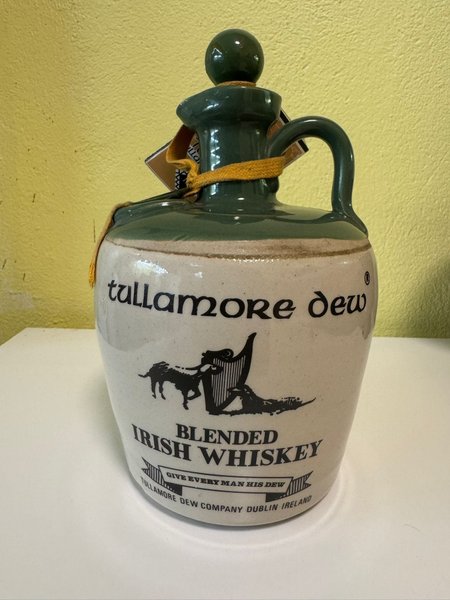 tullamore dew®
BLENDED
IRISH WHISKEY
GIVE EVERY MAN HIS DEW
TULLAMORE DEW COMPANY DUBLIN IRELAND